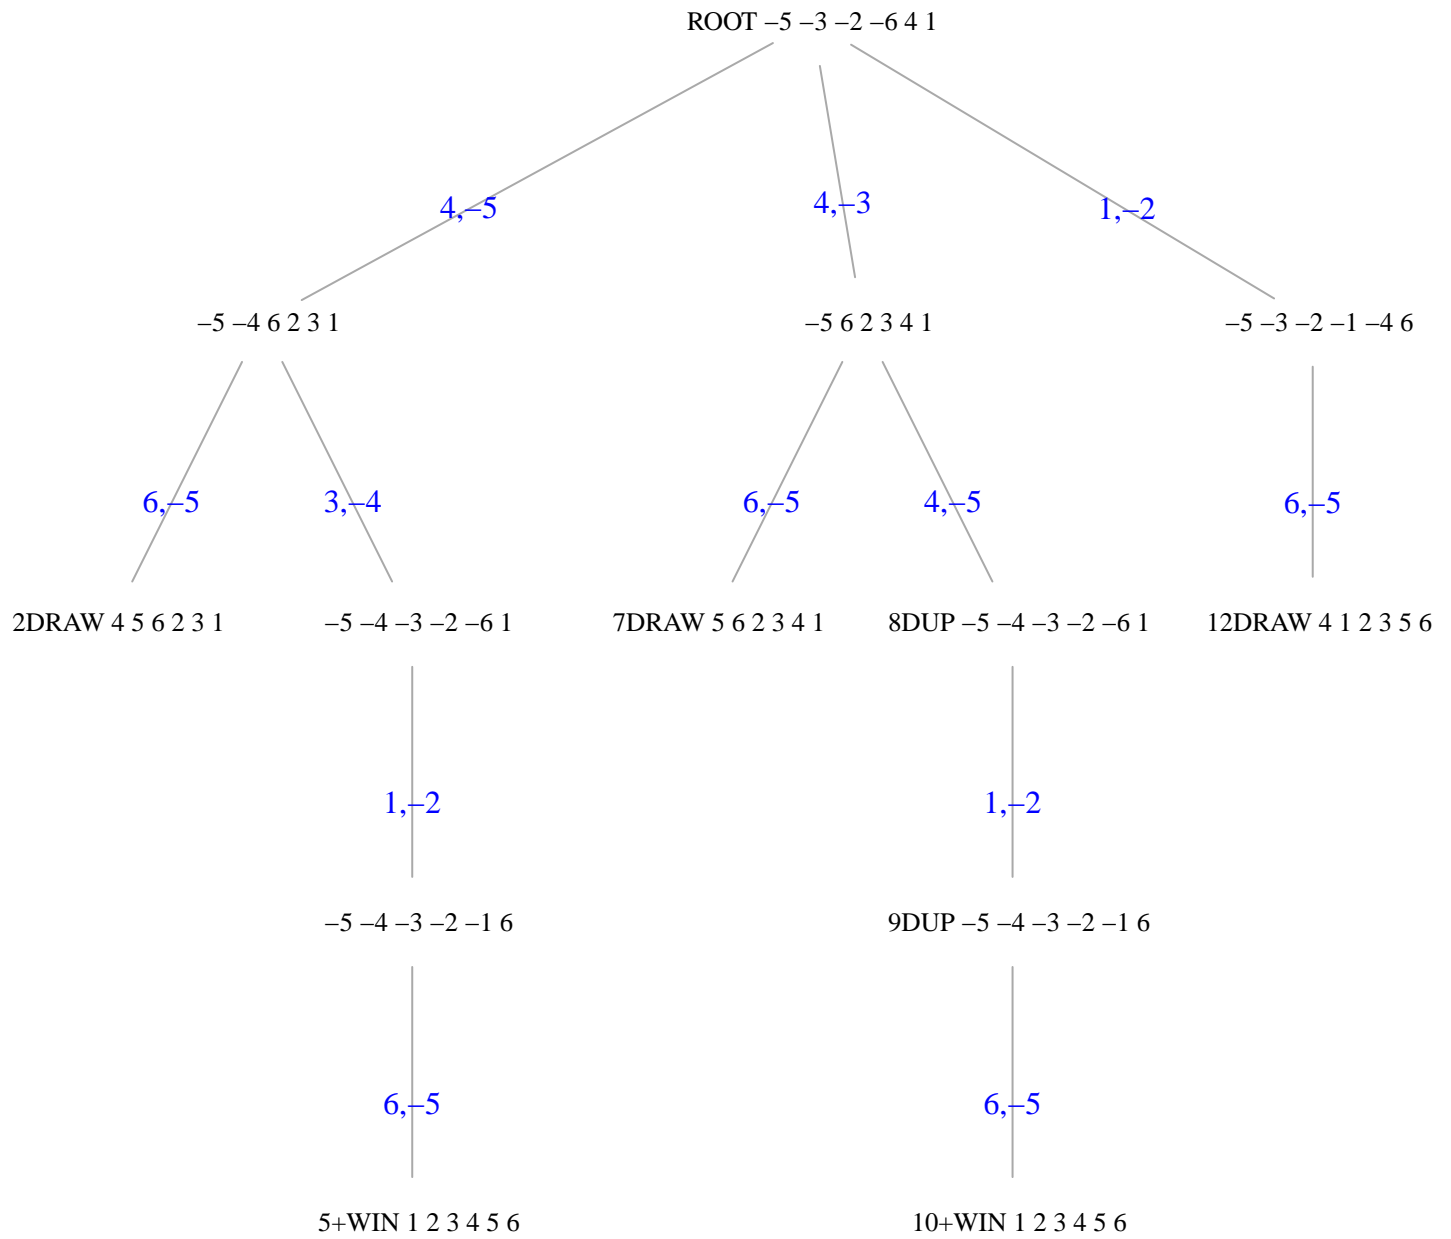 ROOT –5 –3 –2 –6 4 1
4,–5
4,–3
1,–2
–5 –4 6 2 3 1
–5 6 2 3 4 1
–5 –3 –2 –1 –4 6
6,–5
3,–4
6,–5
4,–5
6,–5
2DRAW 4 5 6 2 3 1
–5 –4 –3 –2 –6 1
7DRAW 5 6 2 3 4 1
8DUP –5 –4 –3 –2 –6 1
12DRAW 4 1 2 3 5 6
1,–2
1,–2
–5 –4 –3 –2 –1 6
9DUP –5 –4 –3 –2 –1 6
6,–5
6,–5
5+WIN 1 2 3 4 5 6
10+WIN 1 2 3 4 5 6